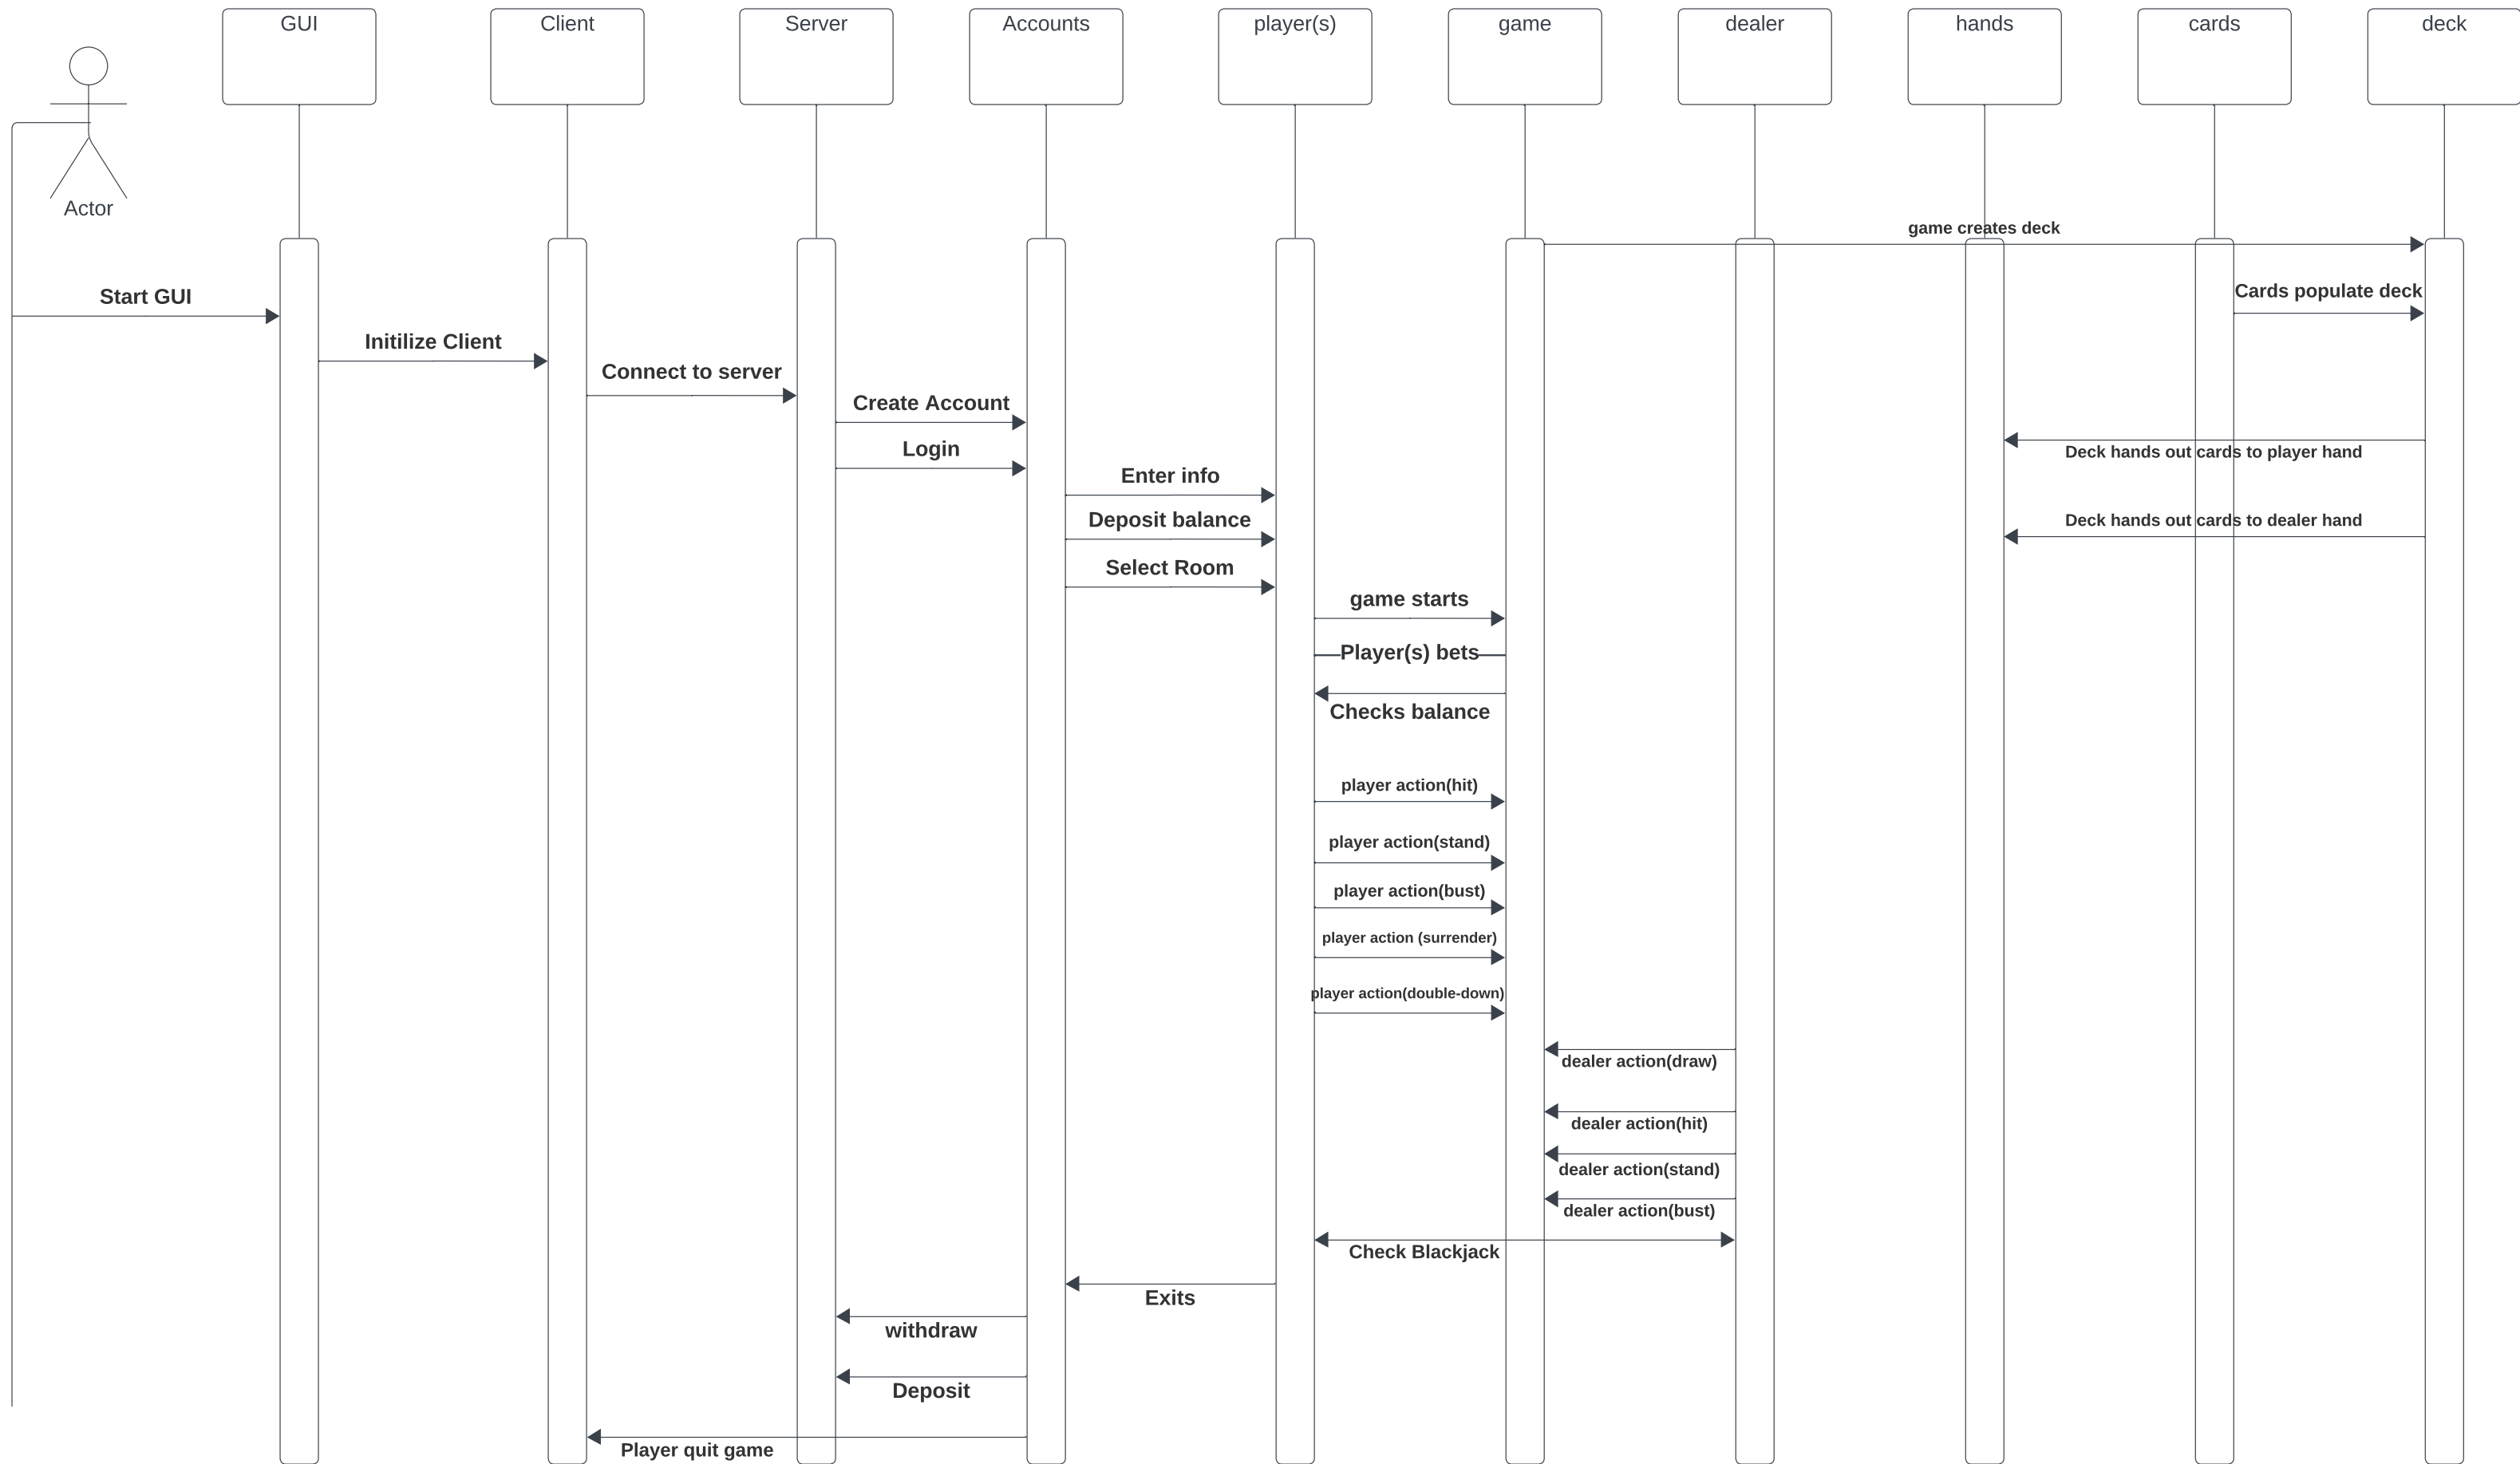 GUI
Client
Server
Accounts
player(s)
game
dealer
hands
cards
deck
Actor
game creates deck
Start GUI
Cards populate deck
Initilize Client
Connect to server
Create Account
Login
Deck hands out cards to player hand
Enter info
Deposit balance
Deck hands out cards to dealer hand
Select Room
game starts
Player(s) bets
Checks balance
player action(hit)
player action(stand)
player action(bust)
player action (surrender)
player action(double-down)
dealer action(draw)
dealer action(hit)
dealer action(stand)
dealer action(bust)
Check Blackjack
Exits
withdraw
Deposit
Player quit game